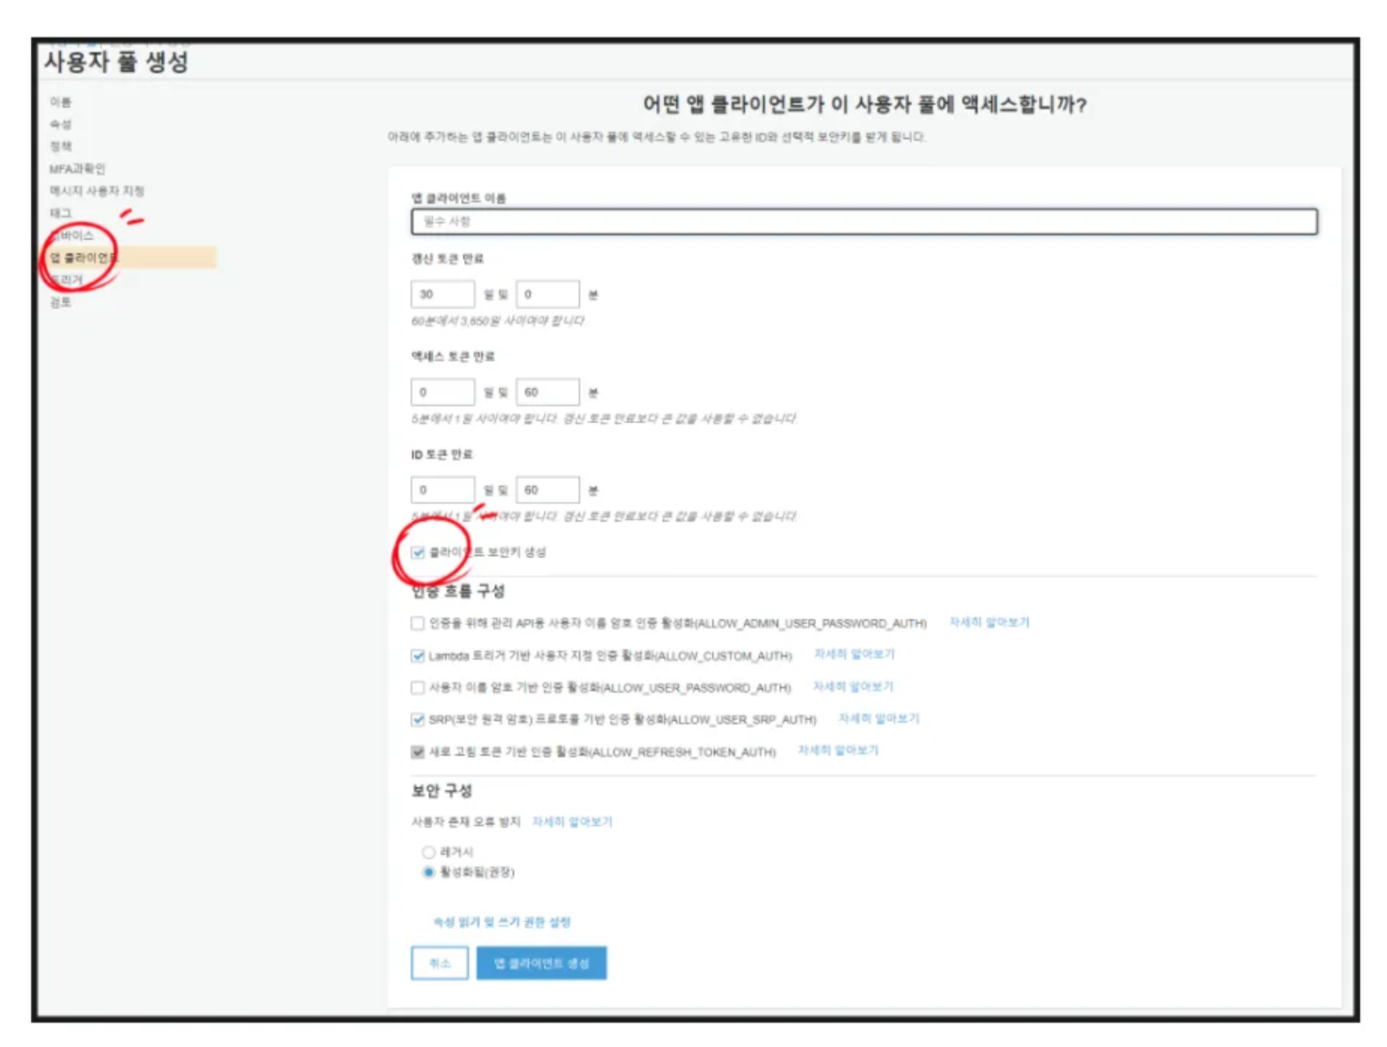 사용자 풀 생성
이름
속성
정책
MFA과확인
메시지 사용자 지정
태그
바이스
앱 클라이언트
트리거
검토
어떤 앱 클라이언트가 이 사용자 풀에 액세스합니까?
아래에 추가하는 앱 클라이언트는 이 사용자 풀에 액세스할 수 있는 고유한 ID와 선택적 보안키를 받게 됩니다.
앱 클라이언트 이름
필수 사항
갱신 토큰 만료
30 일 및 0 분
60분에서 3,650일 사이여야 합니다
액세스 토큰 만료
0 일 및 60 분
5분에서 1일 사이여야 합니다. 갱신 토큰 만료보다 큰 값을 사용할 수 없습니다
ID 토큰 만료
0 일 및 60 분
5분에서 1일 사이여야 합니다. 갱신 토큰 만료보다 큰 값을 사용할 수 없습니다.
클라이언트 보안키 생성
인증 흐름 구성
인증을 위해 관리 API용 사용자 이름 암호 인증 활성화(ALLOW_ADMIN_USER_PASSWORD_AUTH) 자세히 알아보기
Lambda 트리거 기반 사용자 지정 인증 활성화(ALLOW_CUSTOM_AUTH) 자세히 알아보기
사용자 이름 암호 기반 인증 활성화(ALLOW_USER_PASSWORD_AUTH) 자세히 알아보기
SRP(보안 원격 암호) 프로토콜 기반 인증 활성화(ALLOW_USER_SRP_AUTH) 자세히 알아보기
새로 고침 토큰 기반 인증 활성화(ALLOW_REFRESH_TOKEN_AUTH) 자세히 알아보기
보안 구성
사용자 존재 오류 방지 자세히 알아보기
레거시
활성화됨(권장)
속성 읽기 및 쓰기 권한 설정
취소 앱 클라이언트 생성